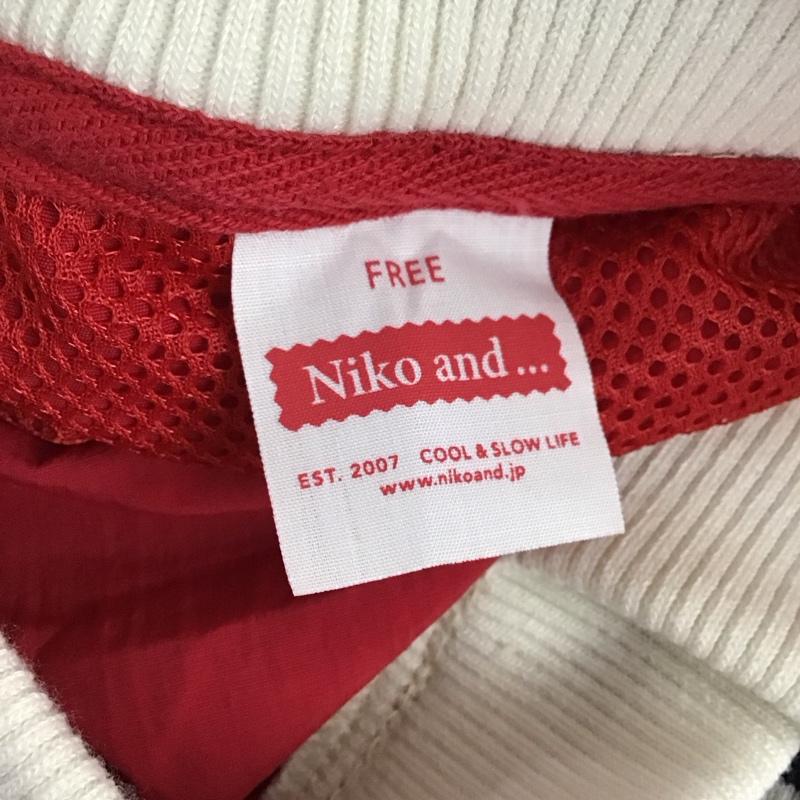 FREE
Niko and ...
EST. 2007 COOL & SLOW LIFE
www.nikoand.jp